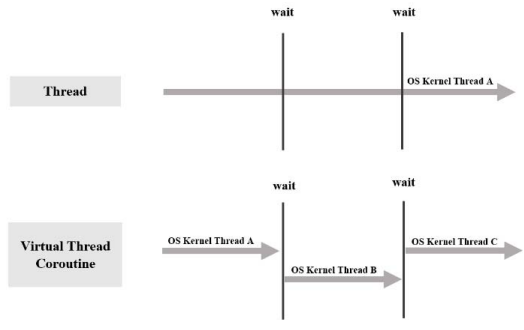 wait
wait
OS Kernel Thread A
Thread
wait
wait
OS Kernel Thread A
OS Kernel Thread C
Virtual Thread
Coroutine
OS Kernel Thread B